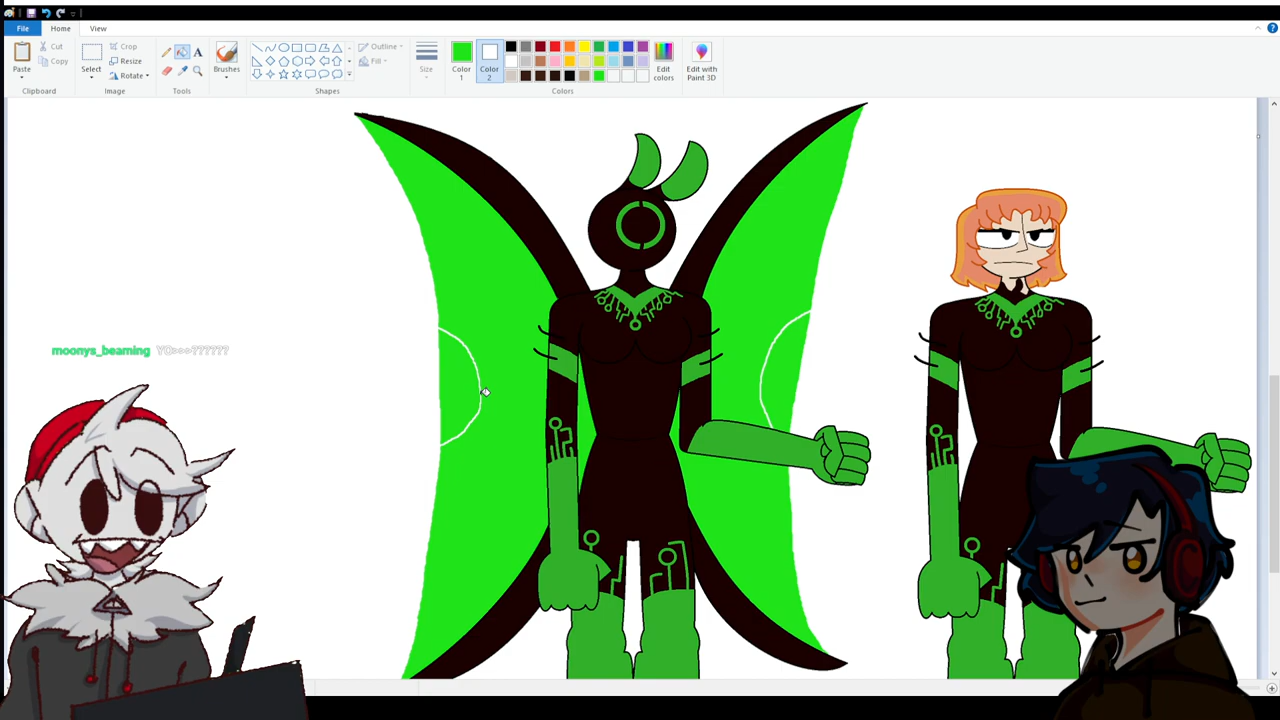 File
Home
View
Cut
Copy
Paste
Crop
Resize
Rotate
Select
A
Brushes
Outline
Fill
Size
Color
1
Color
2
Edit
colors
Edit with
Paint 3D
Clipboard
Image
Tools
Shapes
Colors
moonys_beaming YO>>>??????